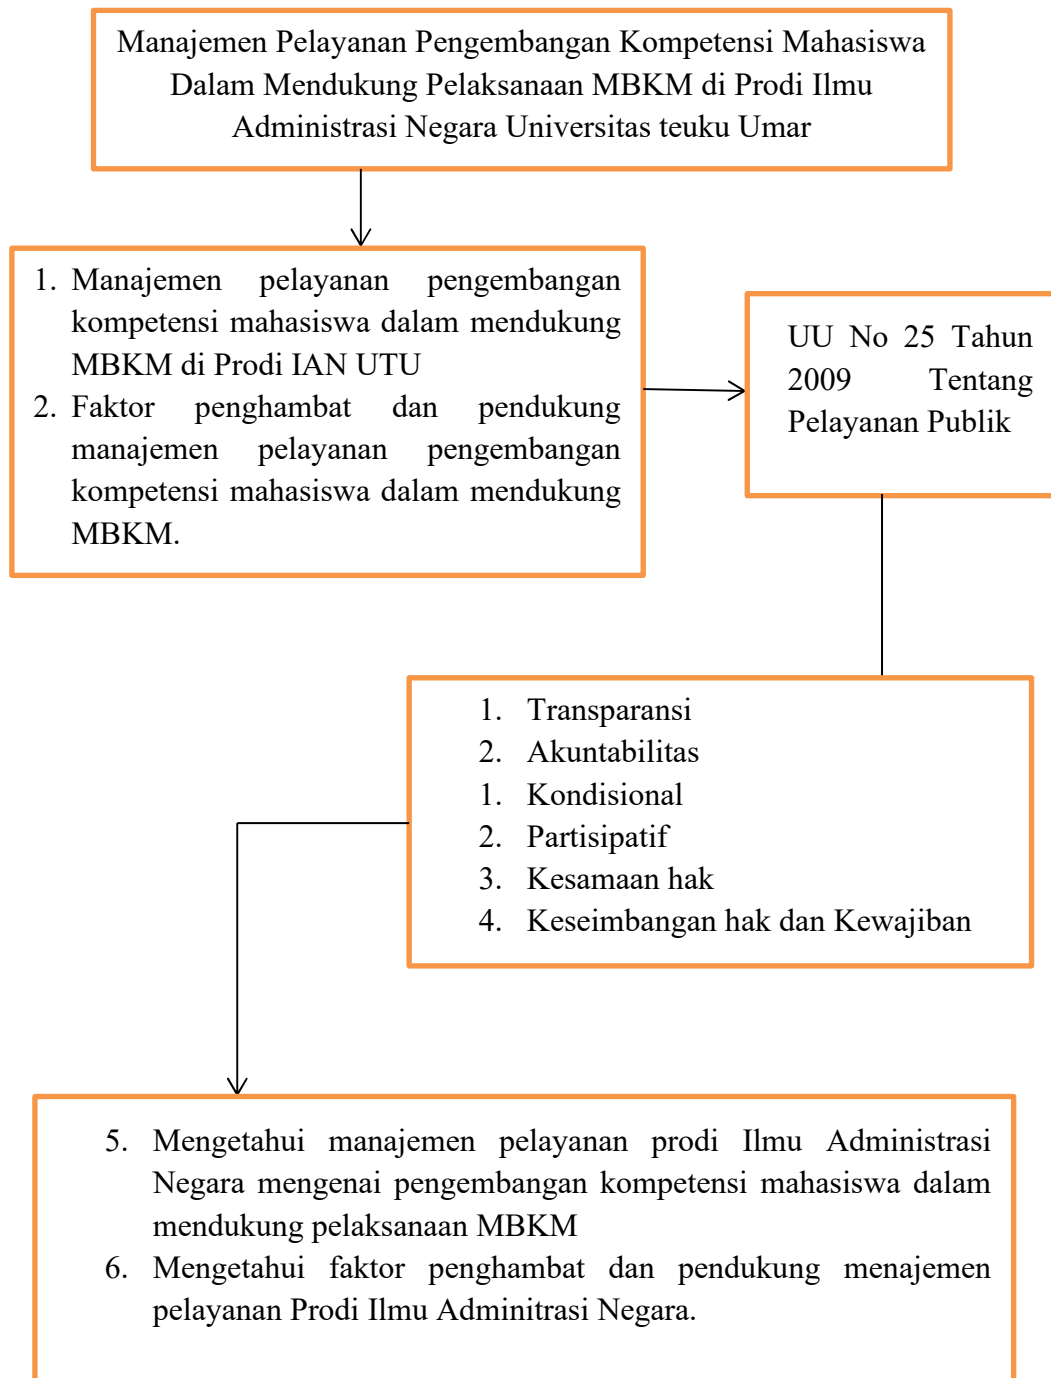 Manajemen Pelayanan Pengembangan Kompetensi Mahasiswa
Dalam Mendukung Pelaksanaan MBKM di Prodi Ilmu
Administrasi Negara Universitas teuku Umar
1. Manajemen pelayanan pengembangan
kompetensi mahasiswa dalam mendukung
MBKM di Prodi IAN UTU
2. Faktor penghambat dan pendukung
manajemen pelayanan pengembangan
kompetensi mahasiswa dalam mendukung
MBKM.
UU No 25 Tahun
2009 Tentang
Pelayanan Publik
1. Transparansi
2. Akuntabilitas
1. Kondisional
2. Partisipatif
3. Kesamaan hak
4. Keseimbangan hak dan Kewajiban
5. Mengetahui manajemen pelayanan prodi Ilmu Administrasi
Negara mengenai pengembangan kompetensi mahasiswa dalam
mendukung pelaksanaan MBKM
6. Mengetahui faktor penghambat dan pendukung menajemen
pelayanan Prodi Ilmu Adminitrasi Negara.